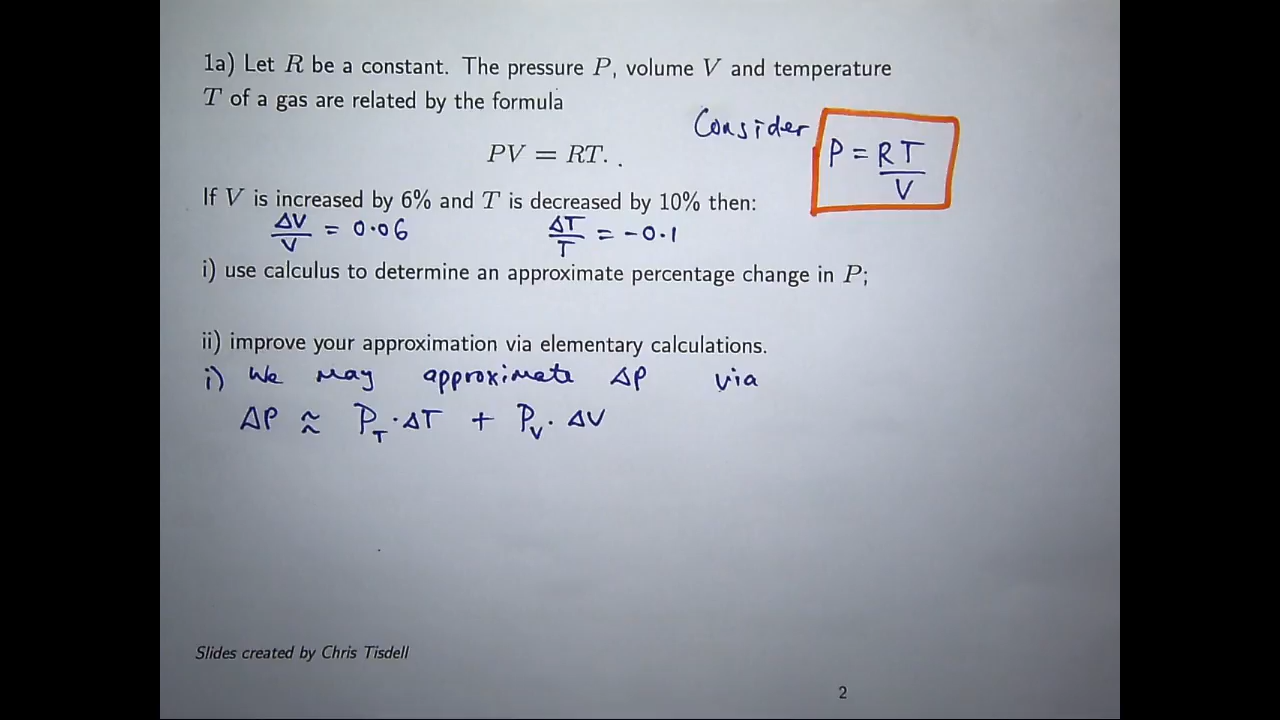 1a) Let R be a constant. The pressure P, volume V and temperature
T of a gas are related by the formula
Consider P = RT/V
PV = RT. .
If V is increased by 6% and T is decreased by 10% then:
ΔV/V = 0.06 ΔT/T = -0.1
i) use calculus to determine an approximate percentage change in P;
ii) improve your approximation via elementary calculations.
i) We may approximate ΔP via
ΔP ≈ P_T · ΔT + P_V · ΔV
Slides created by Chris Tisdell
2